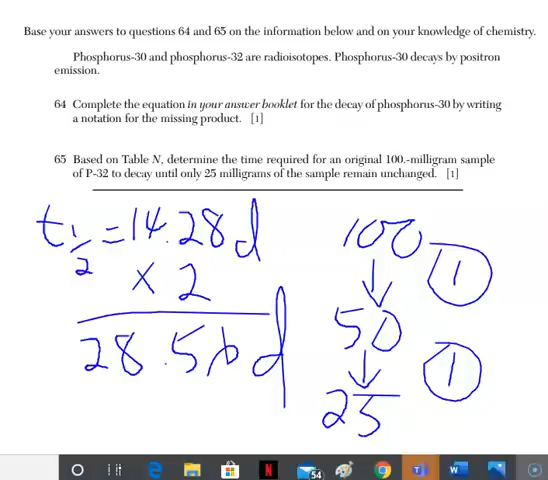 Base your answers to questions 64 and 65 on the information below and on your knowledge of chemistry.
Phosphorus-30 and phosphorus-32 are radioisotopes. Phosphorus-30 decays by positron
emission.
64 Complete the equation in your answer booklet for the decay of phosphorus-30 by writing
a notation for the missing product. [1]
65 Based on Table N, determine the time required for an original 100.-milligram sample
of P-32 to decay until only 25 milligrams of the sample remain unchanged. [1]
t 1/2 = 14.28 d
x 2
28.56 d
100
1
50
1
25
54